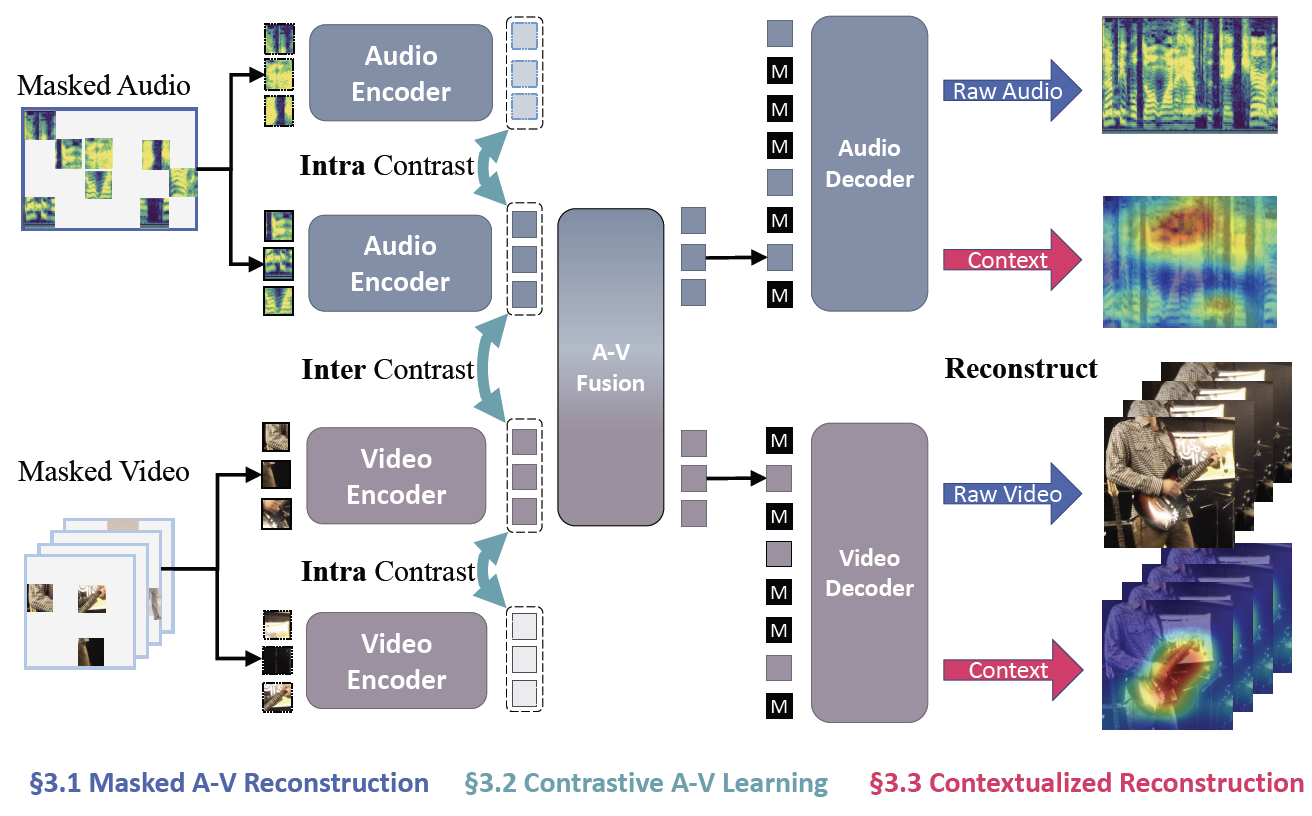 Masked Audio
Audio
Encoder
Intra Contrast
Audio
Encoder
Inter Contrast
Masked Video
Video
Encoder
Intra Contrast
Video
Encoder
A-V
Fusion
M
M
M
M
M
Audio
Decoder
Raw Audio
Context
Reconstruct
M
M
M
M
M
Video
Decoder
Raw Video
Context
§3.1 Masked A-V Reconstruction
§3.2 Contrastive A-V Learning
§3.3 Contextualized Reconstruction